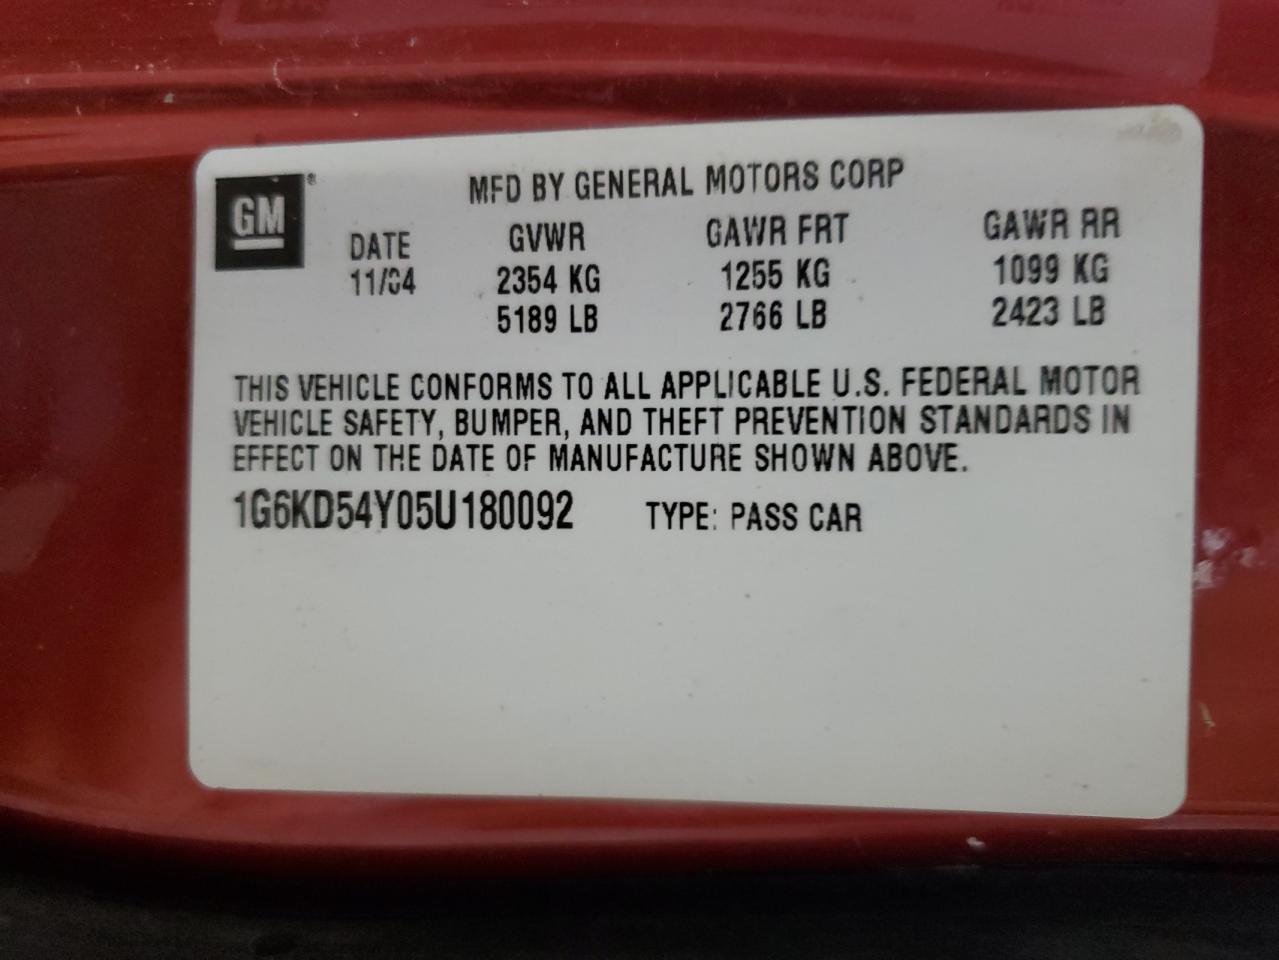 GM®
MFD BY GENERAL MOTORS CORP
DATE GVWR GAWR FRT GAWR RR
11/04 2354 KG 1255 KG 1099 KG
5189 LB 2766 LB 2423 LB
THIS VEHICLE CONFORMS TO ALL APPLICABLE U.S. FEDERAL MOTOR
VEHICLE SAFETY, BUMPER, AND THEFT PREVENTION STANDARDS IN
EFFECT ON THE DATE OF MANUFACTURE SHOWN ABOVE.
1G6KD54Y05U180092 TYPE: PASS CAR